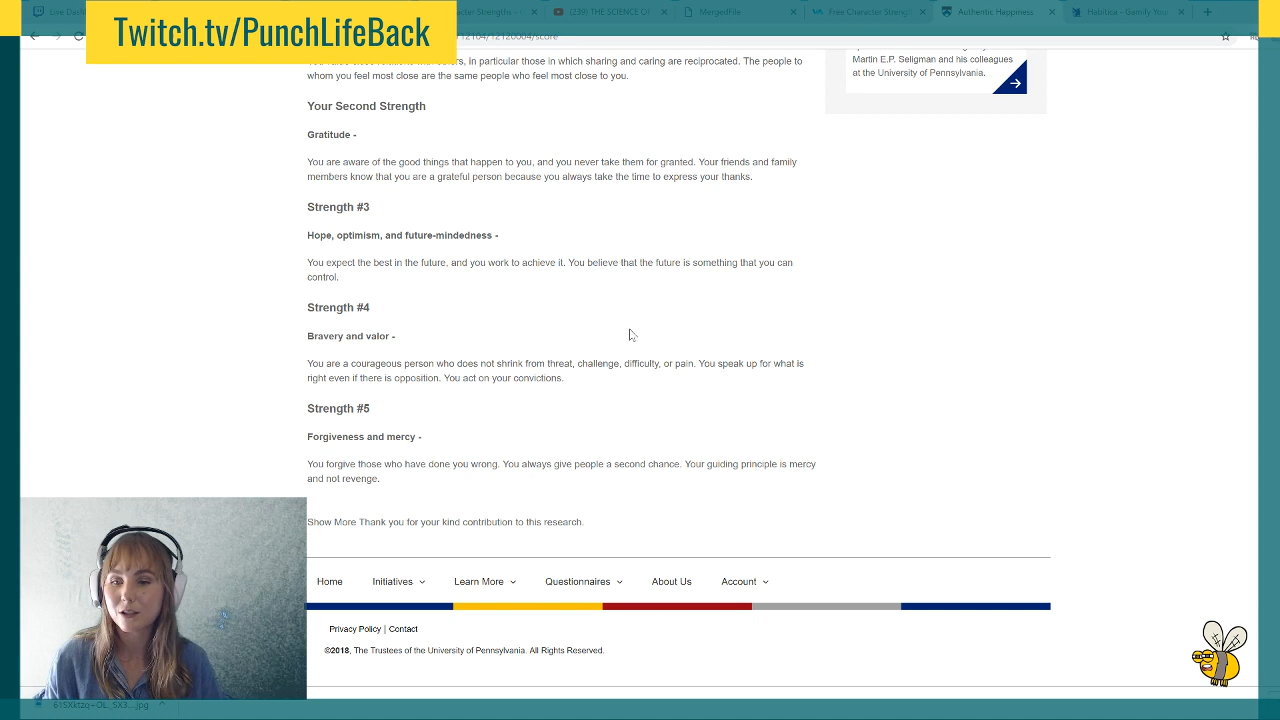 Twitch.tv/PunchLifeBack
Live Dash
racter Strengths -
(239) THE SCIENCE OF
MergedFile
Free Character Strength
Authentic Happiness
Habitica - Gamify Your
12104/12120004/score
in particular those in which sharing and caring are reciprocated. The people to
whom you feel most close are the same people who feel most close to you.
Martin E.P. Seligman and his colleagues
at the University of Pennsylvania.
Your Second Strength
Gratitude -
You are aware of the good things that happen to you, and you never take them for granted. Your friends and family
members know that you are a grateful person because you always take the time to express your thanks.
Strength #3
Hope, optimism, and future-mindedness -
You expect the best in the future, and you work to achieve it. You believe that the future is something that you can
control.
Strength #4
Bravery and valor -
You are a courageous person who does not shrink from threat, challenge, difficulty, or pain. You speak up for what is
right even if there is opposition. You act on your convictions.
Strength #5
Forgiveness and mercy -
You forgive those who have done you wrong. You always give people a second chance. Your guiding principle is mercy
and not revenge.
Show More Thank you for your kind contribution to this research.
Home Initiatives Learn More Questionnaires About Us Account
Privacy Policy | Contact
©2018, The Trustees of the University of Pennsylvania. All Rights Reserved.